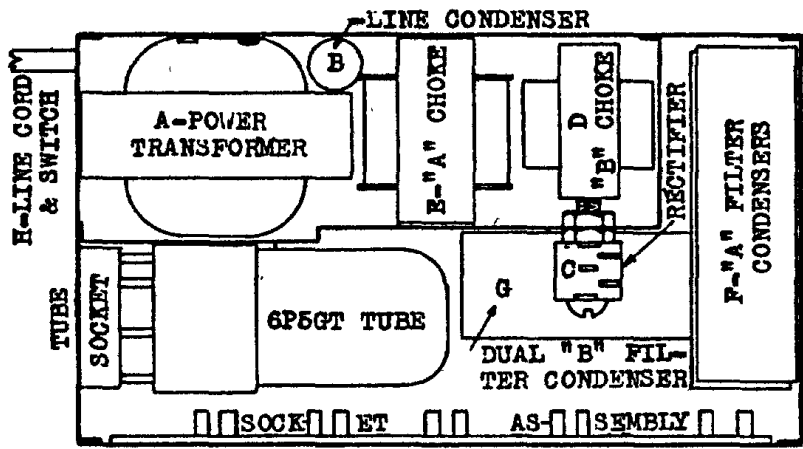 LINE CONDENSER
B
H-LINE CORD
& SWITCH
A-POWER
TRANSFORMER
E-"A" CHOKE
D
"B" CHOKE
RECTIFIER
F-"A" FILTER
CONDENSERS
TUBE
SOCKET
6P5GT TUBE
C
G
DUAL "B" FIL-
TER CONDENSER
SOCK- ET AS- SEMBLY